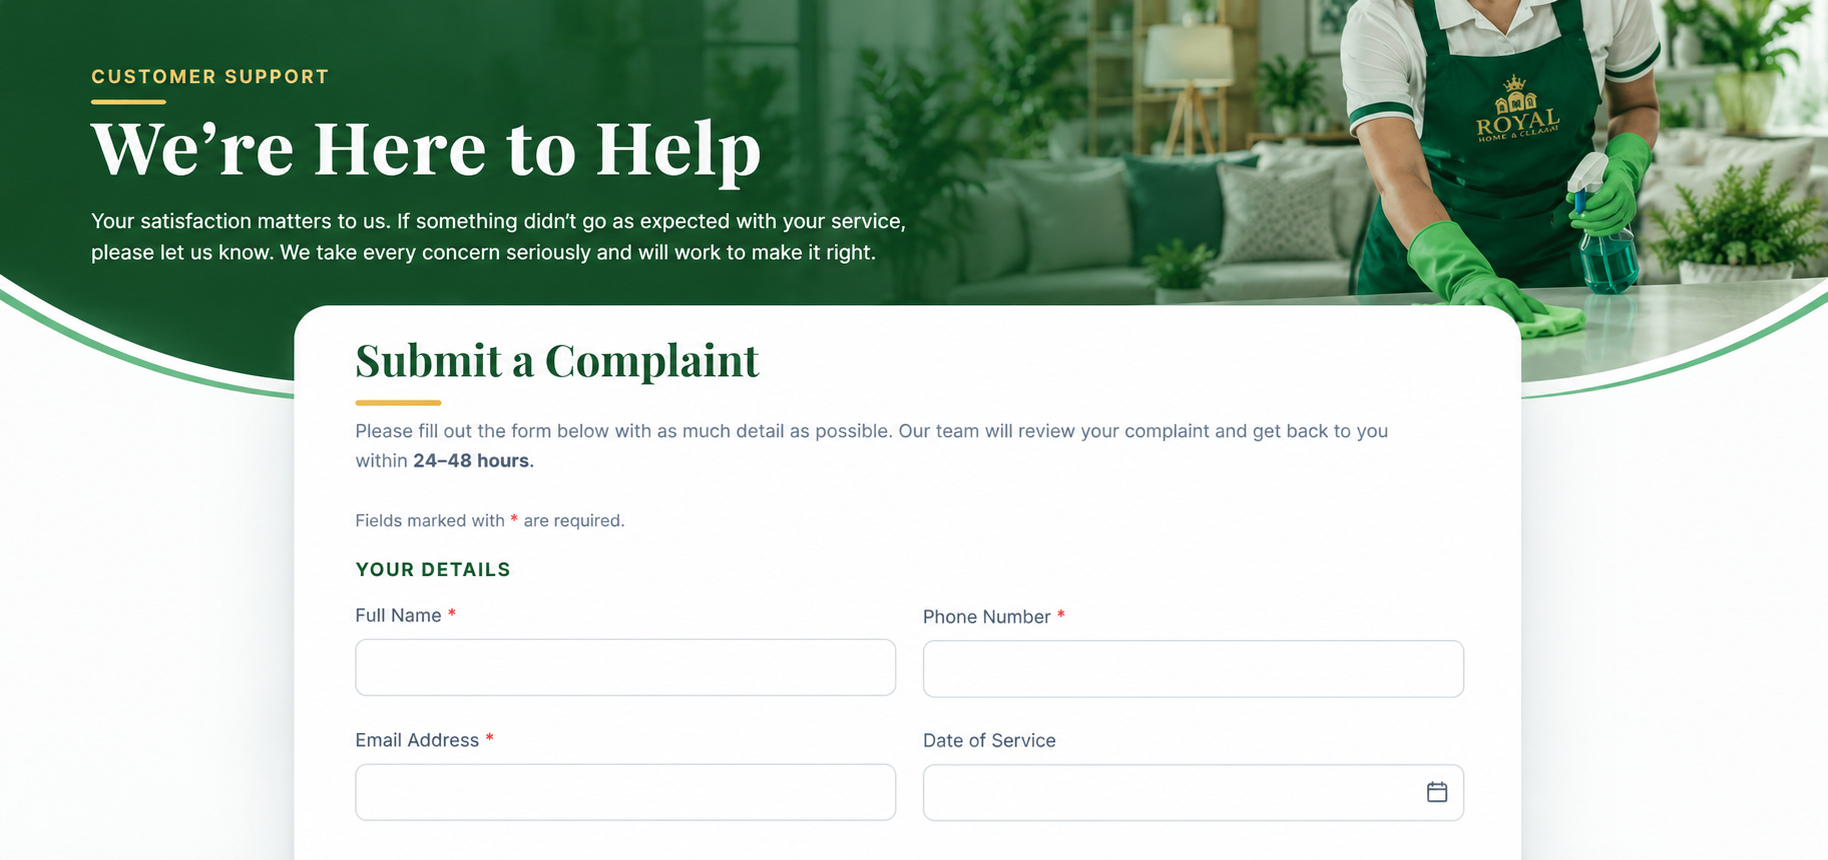 CUSTOMER SUPPORT
We’re Here to Help
Your satisfaction matters to us. If something didn’t go as expected with your service,
please let us know. We take every concern seriously and will work to make it right.
ROYAL
HOME &
Submit a Complaint
Please fill out the form below with as much detail as possible. Our team will review your complaint and get back to you
within 24–48 hours.
Fields marked with * are required.
YOUR DETAILS
Full Name *
Phone Number *
Email Address *
Date of Service